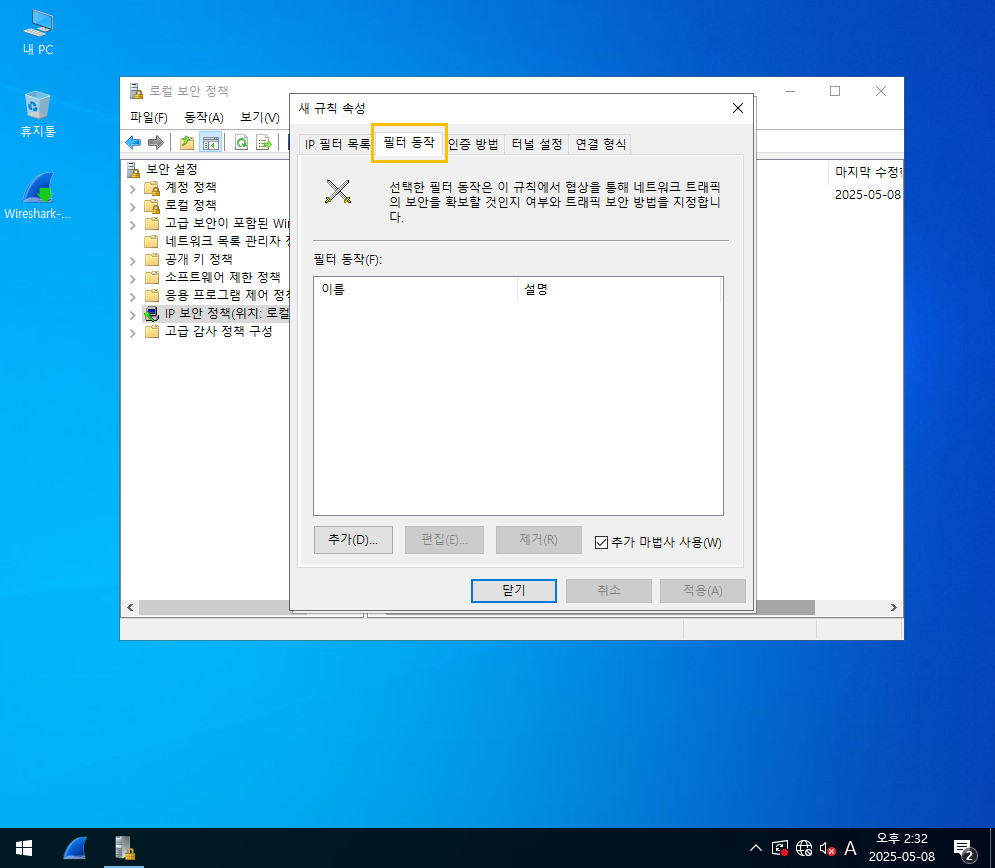 내 PC
휴지통
Wireshark-...
로컬 보안 정책
파일(F) 동작(A) 보기(V)
보안 설정
계정 정책
로컬 정책
고급 보안이 포함된 Wir
네트워크 목록 관리자 정
공개 키 정책
소프트웨어 제한 정책
응용 프로그램 제어 정책
IP 보안 정책(위치: 로컬
고급 감사 정책 구성
마지막 수정한
2025-05-08
새 규칙 속성
IP 필터 목록 필터 동작 인증 방법 터널 설정 연결 형식
선택한 필터 동작은 이 규칙에서 협상을 통해 네트워크 트래픽
의 보안을 확보할 것인지 여부와 트래픽 보안 방법을 지정합니
다.
필터 동작(F):
이름 설명
추가(D)... 편집(E)... 제거(R) 추가 마법사 사용(W)
닫기 취소 적용(A)
A
오후 2:32
2025-05-08
2